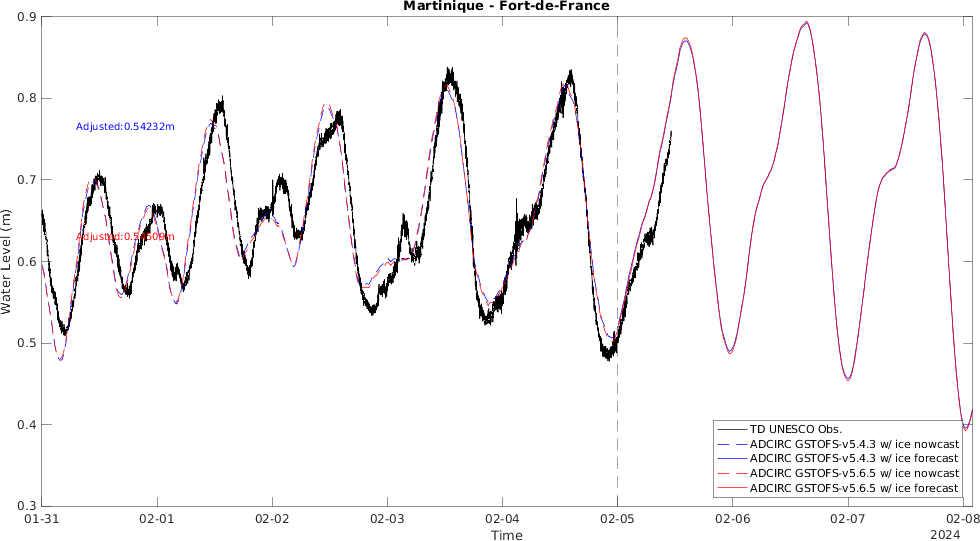 Martinique - Fort-de-France
Water Level (m)
0.9
0.8
0.7
0.6
0.5
0.4
0.3
Adjusted:0.54232m
TD UNESCO Obs.
ADCIRC GSTOFS-v5.4.3 w/ ice nowcast
ADCIRC GSTOFS-v5.4.3 w/ ice forecast
ADCIRC GSTOFS-v5.6.5 w/ ice nowcast
ADCIRC GSTOFS-v5.6.5 w/ ice forecast
01-31 02-01 02-02 02-03 02-04 02-05 02-06 02-07 02-08
Time
2024